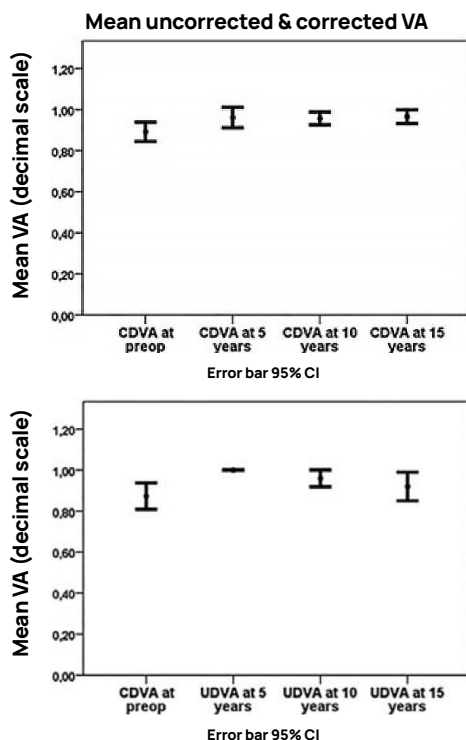 Mean uncorrected & corrected VA
Mean VA (decimal scale)
1,20
1,00
0,80
0,60
0,40
0,20
0,00
CDVA at preop
CDVA at 5 years
CDVA at 10 years
CDVA at 15 years
Error bar 95% CI
Mean VA (decimal scale)
1,20
1,00
0,80
0,60
0,40
0,20
0,00
CDVA at preop
UDVA at 5 years
UDVA at 10 years
UDVA at 15 years
Error bar 95% CI